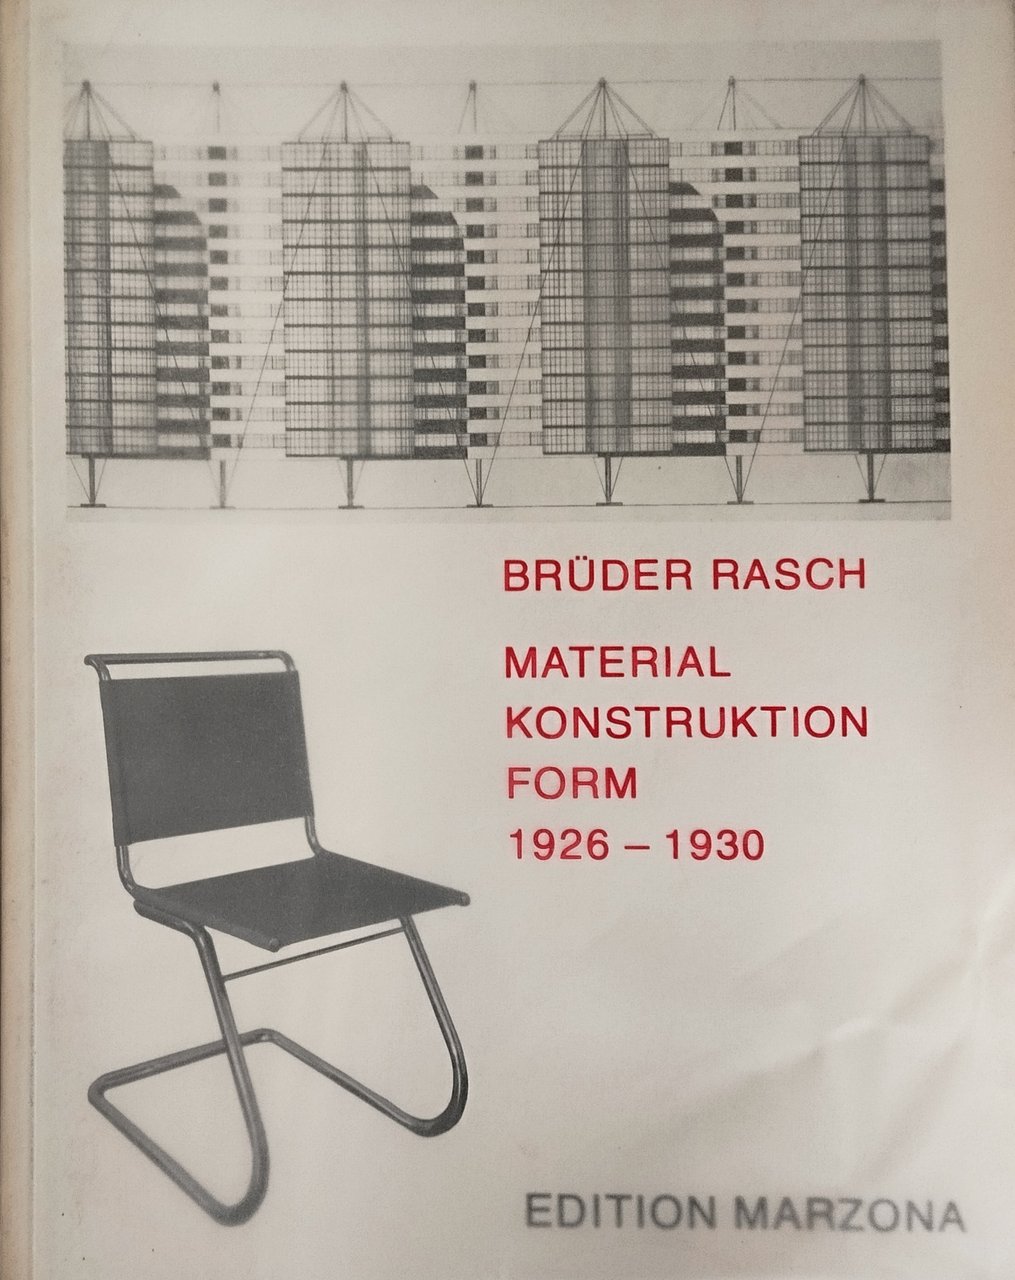 BRÜDER RASCH
MATERIAL
KONSTRUKTION
FORM
1926 – 1930
EDITION MARZONA